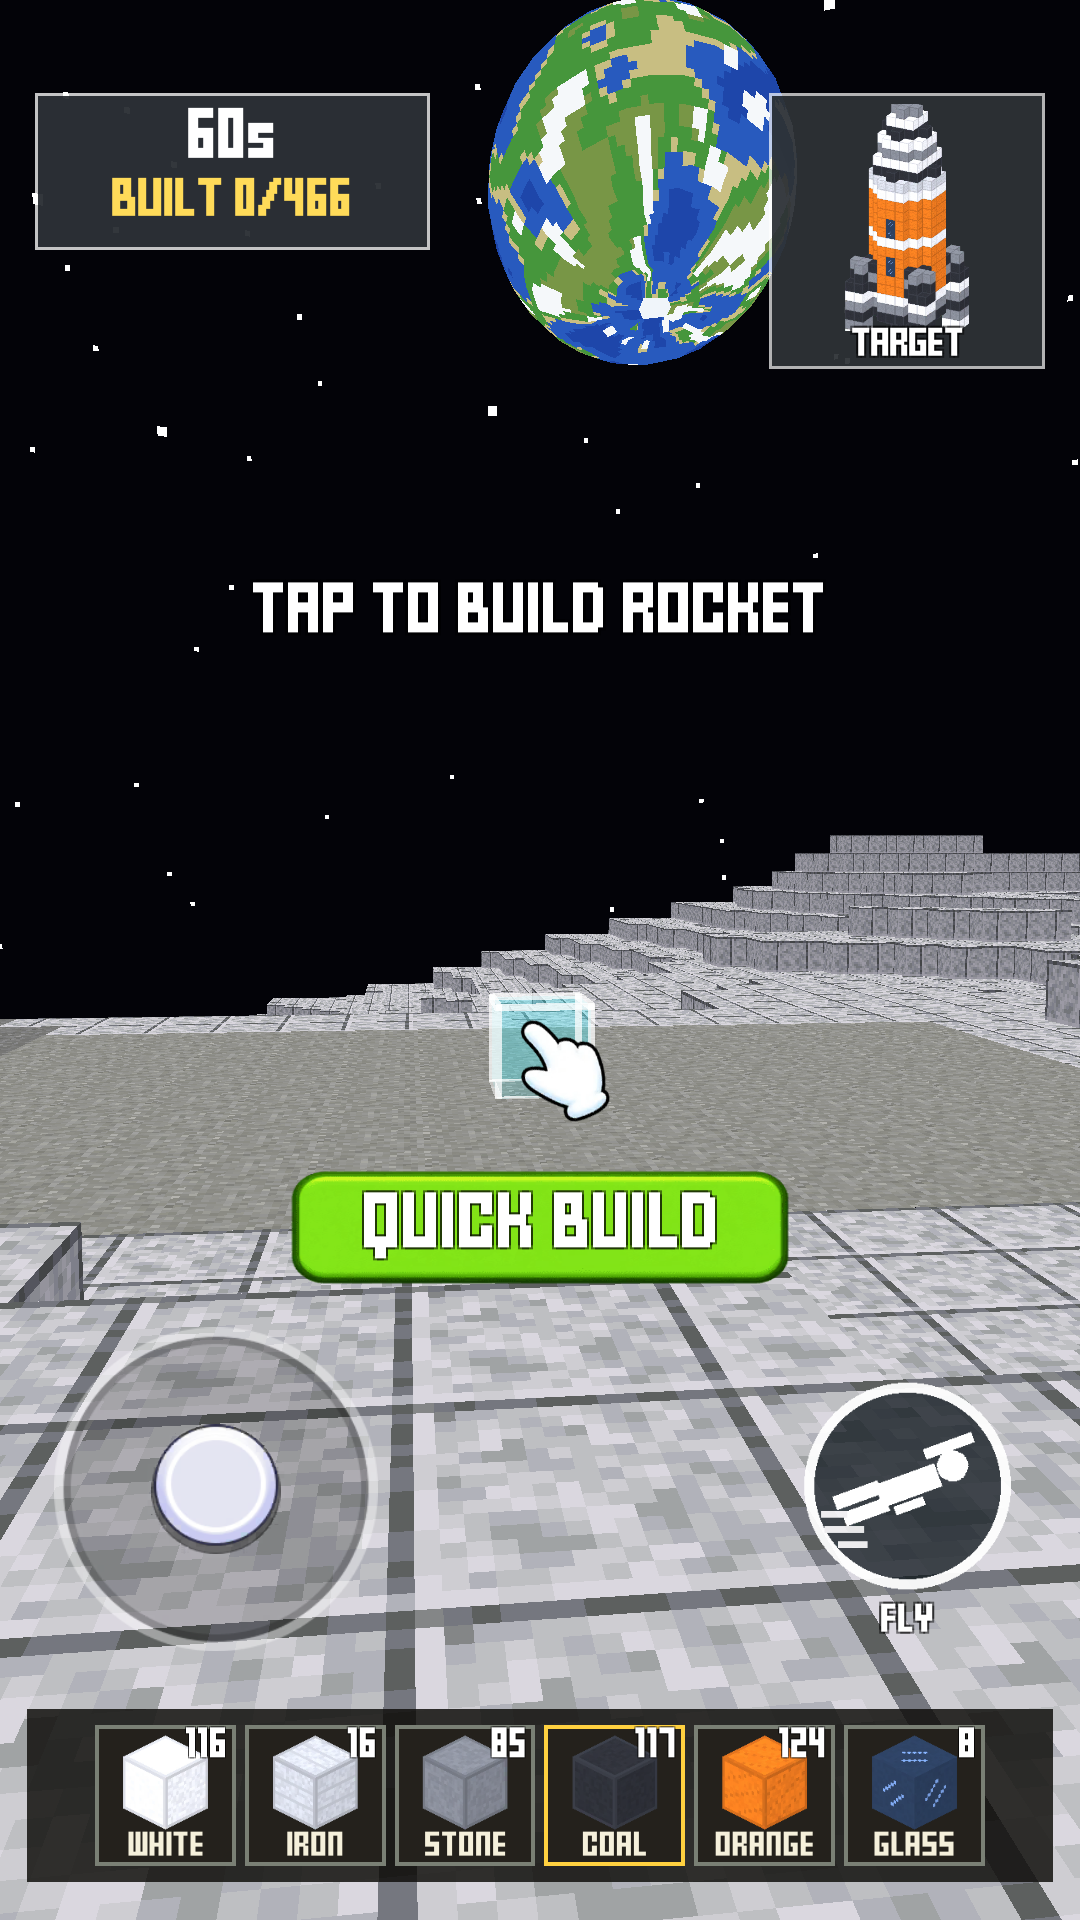 60s
BUILT 0/466
TARGET
TAP TO BUILD ROCKET
QUICK BUILD
FLY
116 16 85 117 124 8
WHITE IRON STONE COAL ORANGE GLASS